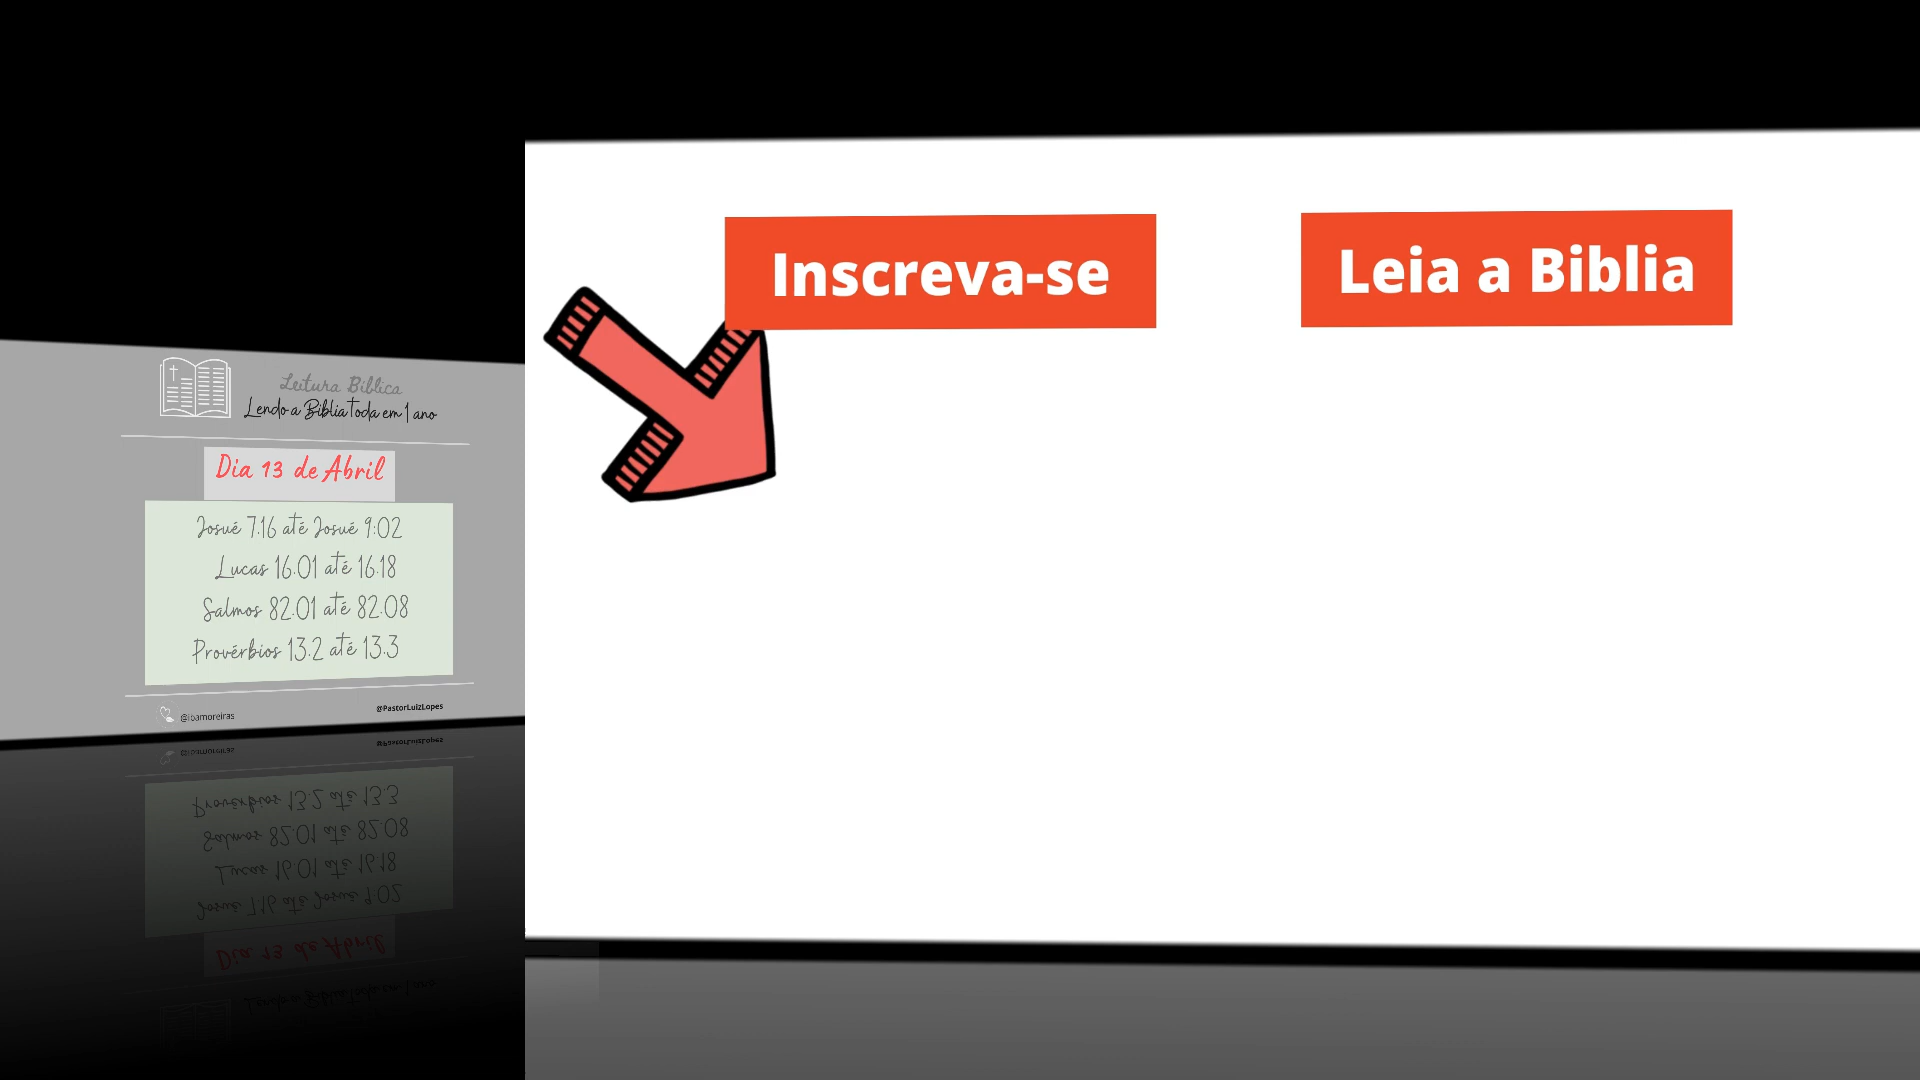 Leitura Bíblica
Lendo a Bíblia Toda em 1 ano
Dia 13 de Abril
Josué 7.16 até Josué 9:02
Lucas 16.01 até 16.18
Salmos 82.01 até 82.08
Provérbios 13.2 até 13.3
@ibamoreiras
@PastorLuizLopes
Inscreva-se
Leia a Biblia